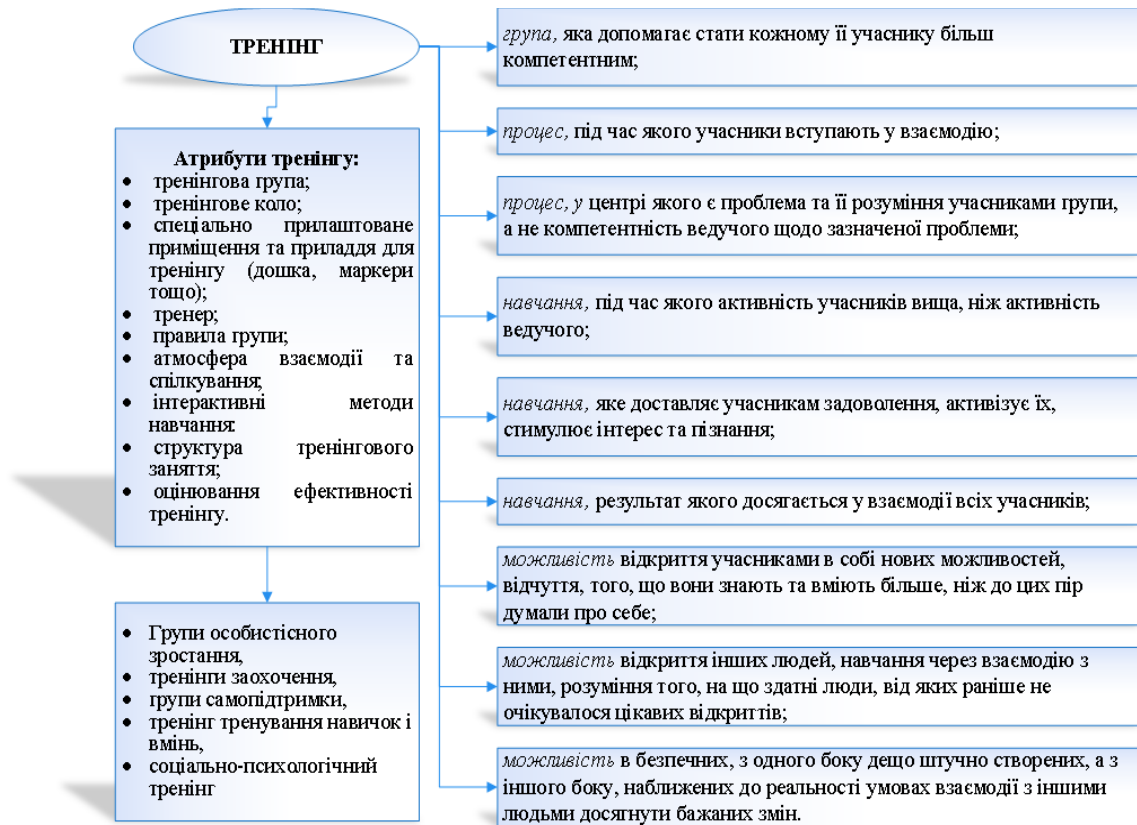 ТРЕНІНГ
Атрибути тренінгу:
• тренінгова група;
• тренінгове коло;
• спеціально прилаштоване
приміщення та приладдя для
тренінгу (дошка, маркери
тощо);
• тренер;
• правила групи;
• атмосфера взаємодії та
спілкування;
• інтерактивні методи
навчання:
• структура тренінгового
заняття;
• оцінювання ефективності
тренінгу.
• Групи особистісного
зростання,
• тренінги заохочення,
• групи самопідтримки,
• тренінг тренування навичок і
вмінь,
• соціально-психологічний
тренінг
група, яка допомагає стати кожному її учаснику більш
компетентним;
процес, під час якого учасники вступають у взаємодію;
процес, у центрі якого є проблема та її розуміння учасниками групи,
а не компетентність ведучого щодо зазначеної проблеми;
навчання, під час якого активність учасників вища, ніж активність
ведучого;
навчання, яке доставляє учасникам задоволення, активізує їх,
стимулює інтерес та пізнання;
навчання, результат якого досягається у взаємодії всіх учасників;
можливість відкриття учасниками в собі нових можливостей,
відчуття, того, що вони знають та вміють більше, ніж до цих пір
думали про себе;
можливість відкриття інших людей, навчання через взаємодію з
ними, розуміння того, на що здатні люди, від яких раніше не
очікувалося цікавих відкриттів;
можливість в безпечних, з одного боку дещо штучно створених, а з
іншого боку, наближених до реальності умовах взаємодії з іншими
людьми досягнути бажаних змін.